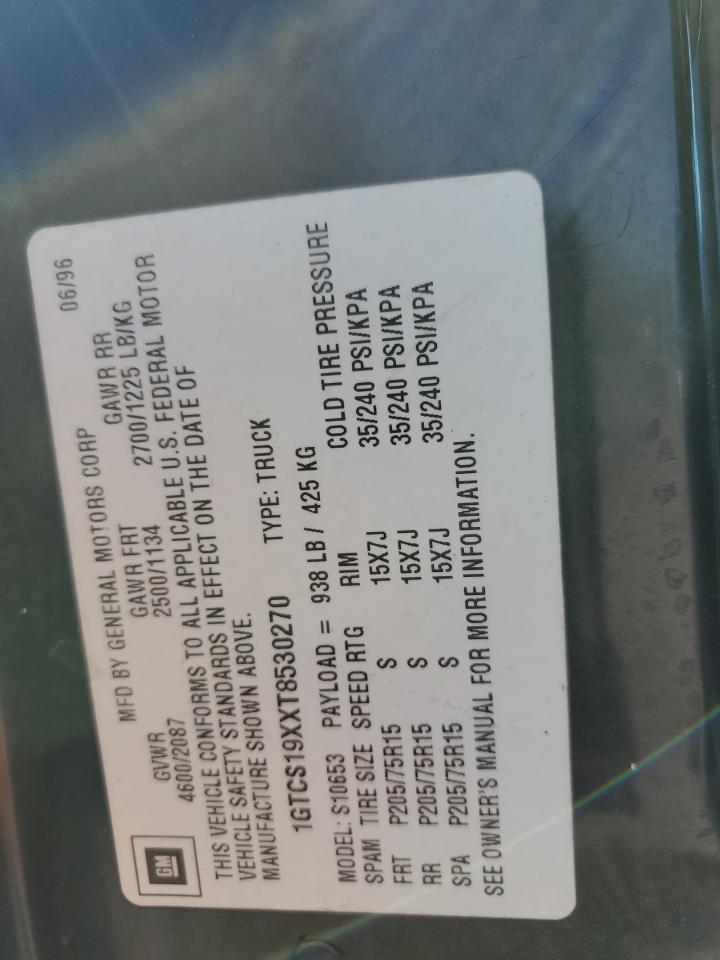 MFD BY GENERAL MOTORS CORP 06/96
GM
GVWR GAWR FRT GAWR RR
4600/2087 2500/1134 2700/1225 LB/KG
THIS VEHICLE CONFORMS TO ALL APPLICABLE U.S. FEDERAL MOTOR
VEHICLE SAFETY STANDARDS IN EFFECT ON THE DATE OF
MANUFACTURE SHOWN ABOVE.
1GTCS19XXT8530270 TYPE: TRUCK
MODEL: S10653 PAYLOAD = 938 LB / 425 KG
SPAM TIRE SIZE SPEED RTG RIM COLD TIRE PRESSURE
FRT P205/75R15 S 15X7J 35/240 PSI/KPA
RR P205/75R15 S 15X7J 35/240 PSI/KPA
SPA P205/75R15 S 15X7J 35/240 PSI/KPA
SEE OWNER'S MANUAL FOR MORE INFORMATION.